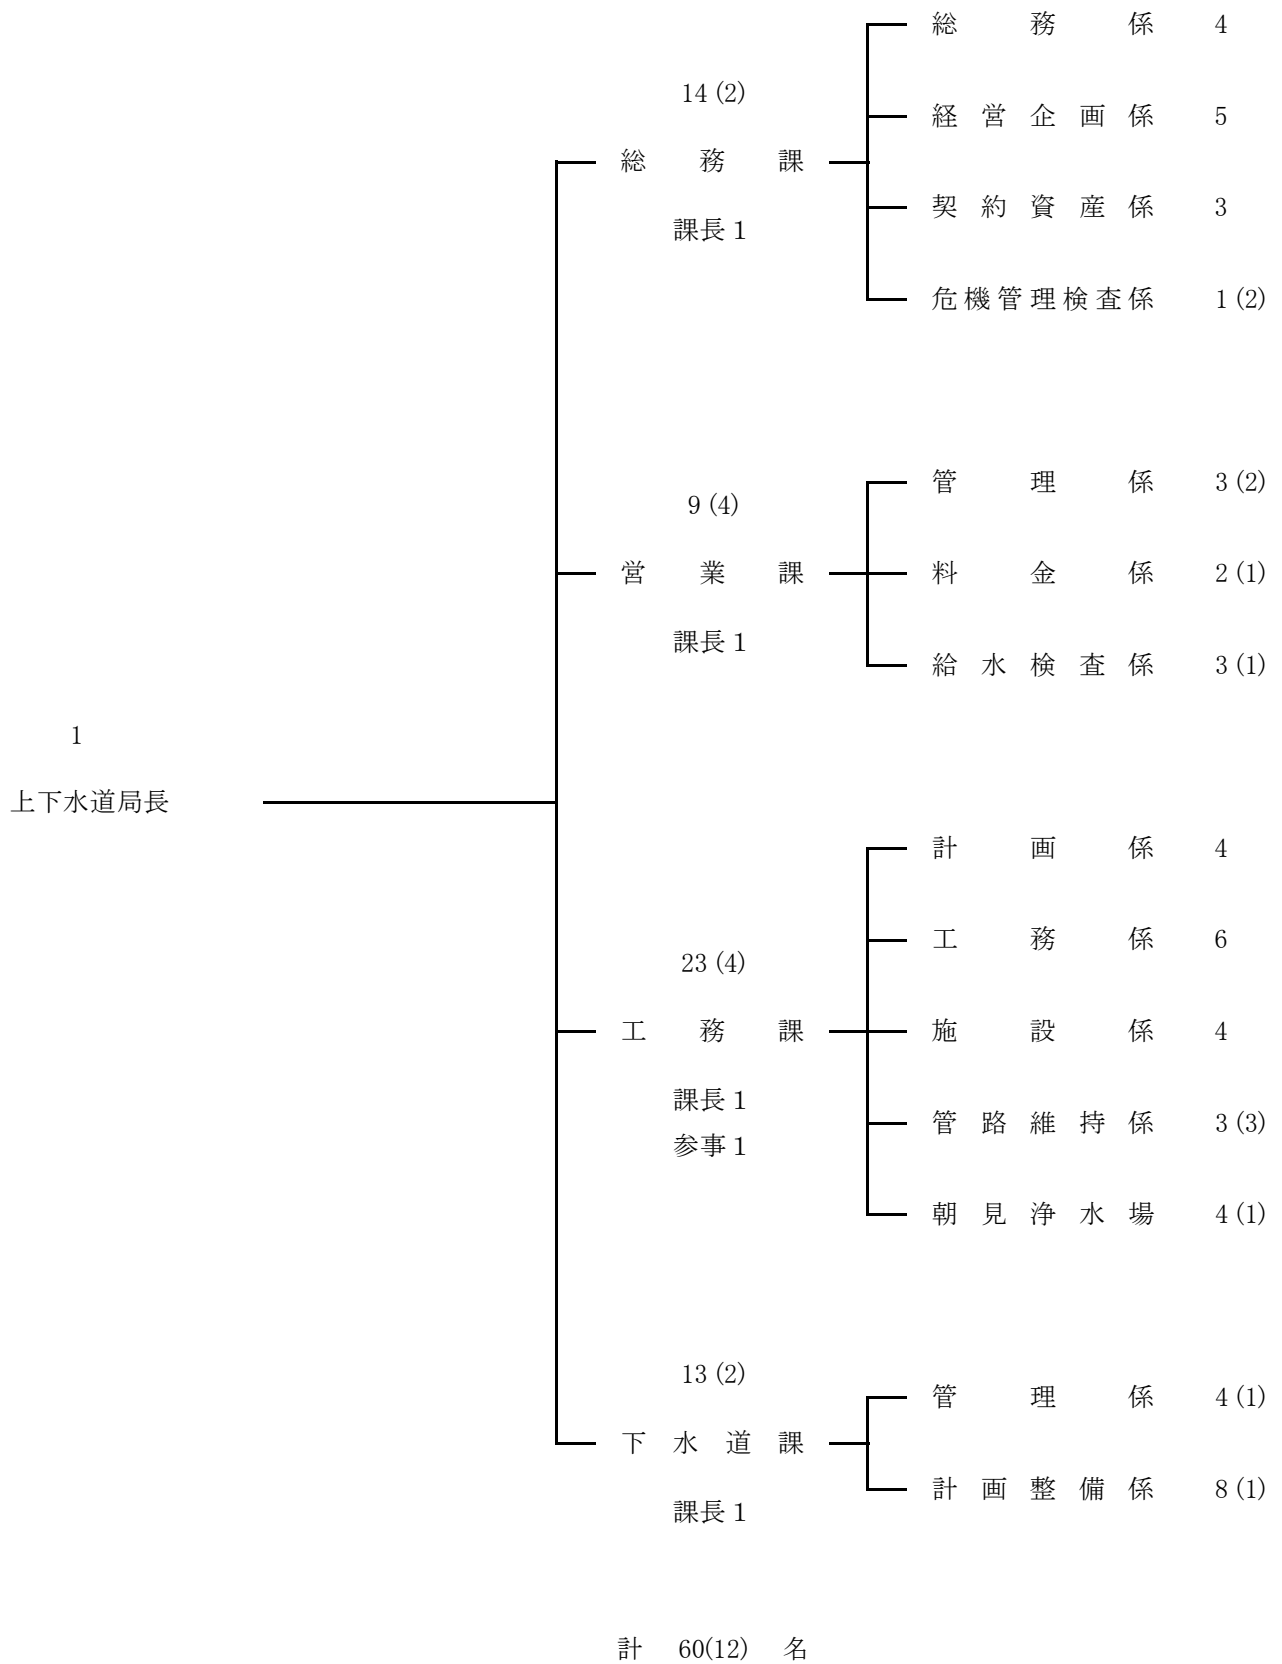 総務係 4
14 (2)
経営企画係 5
総務課
契約資産係 3
課長1
危機管理検査係 1 (2)
管理係 3 (2)
9 (4)
営業課
料金係 2 (1)
課長1
給水検査係 3 (1)
1
上下水道局長
計画係 4
工務係 6
23 (4)
工務課
施設係 4
課長1
参事1
管路維持係 3 (3)
朝見浄水場 4 (1)
13 (2)
管理係 4 (1)
下水道課
計画整備係 8 (1)
課長1
計 60(12) 名